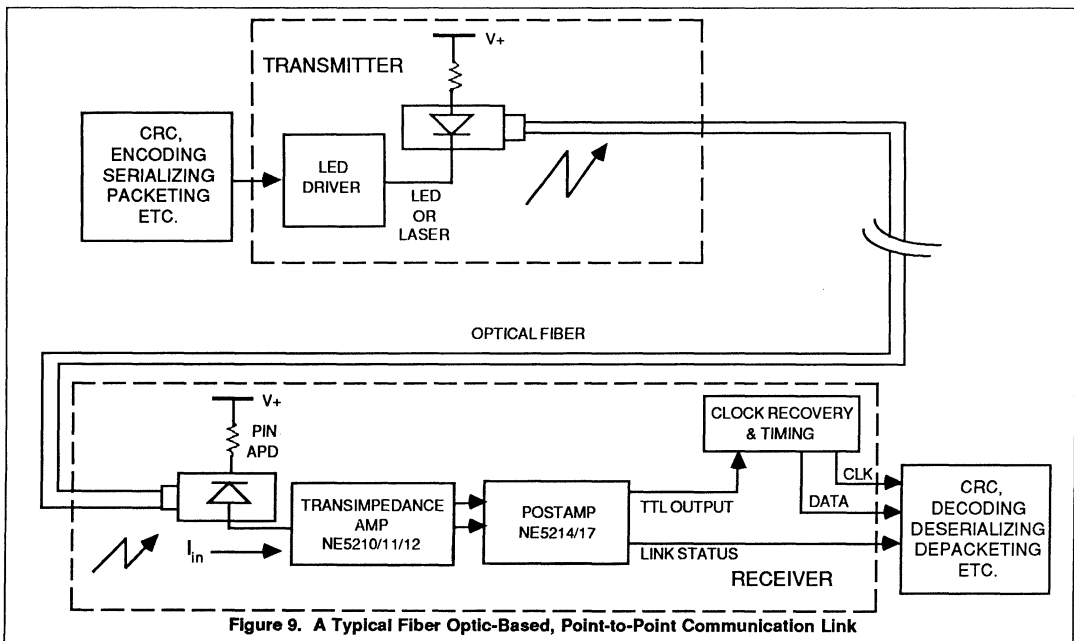 V+
TRANSMITTER
CRC,
ENCODING
SERIALIZING
PACKETING
ETC.
LED
DRIVER
LED
OR
LASER
OPTICAL FIBER
V+
PIN
APD
CLOCK RECOVERY
& TIMING
TRANSIMPEDANCE
AMP
NE5210/11/12
POSTAMP
NE5214/17
TTL OUTPUT
CLK
DATA
LINK STATUS
CRC,
DECODING
DESERIALIZING
DEPACKETING
ETC.
Iin
RECEIVER
Figure 9. A Typical Fiber Optic-Based, Point-to-Point Communication Link